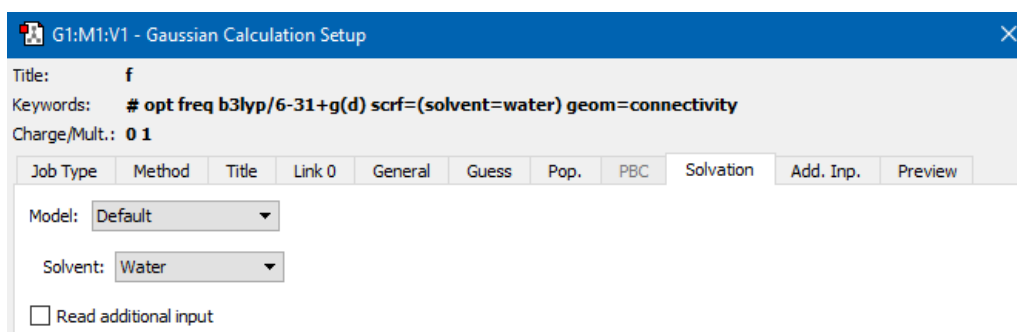 G1:M1:V1 - Gaussian Calculation Setup
Title: f
Keywords: # opt freq b3lyp/6-31+g(d) scrf=(solvent=water) geom=connectivity
Charge/Mult.: 0 1
Job Type Method Title Link 0 General Guess Pop. PBC Solvation Add. Inp. Preview
Model: Default
Solvent: Water
Read additional input